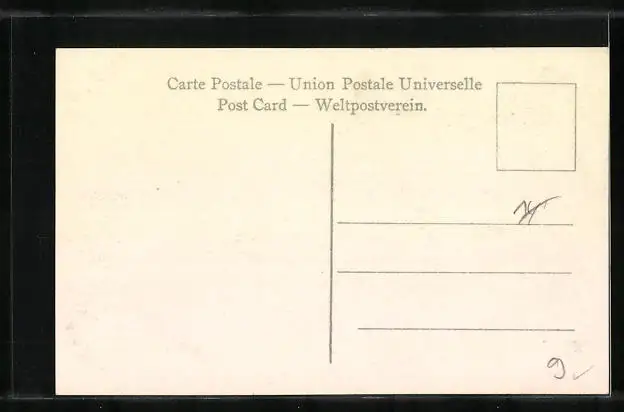 Carte Postale — Union Postale Universelle
Post Card — Weltpostverein.